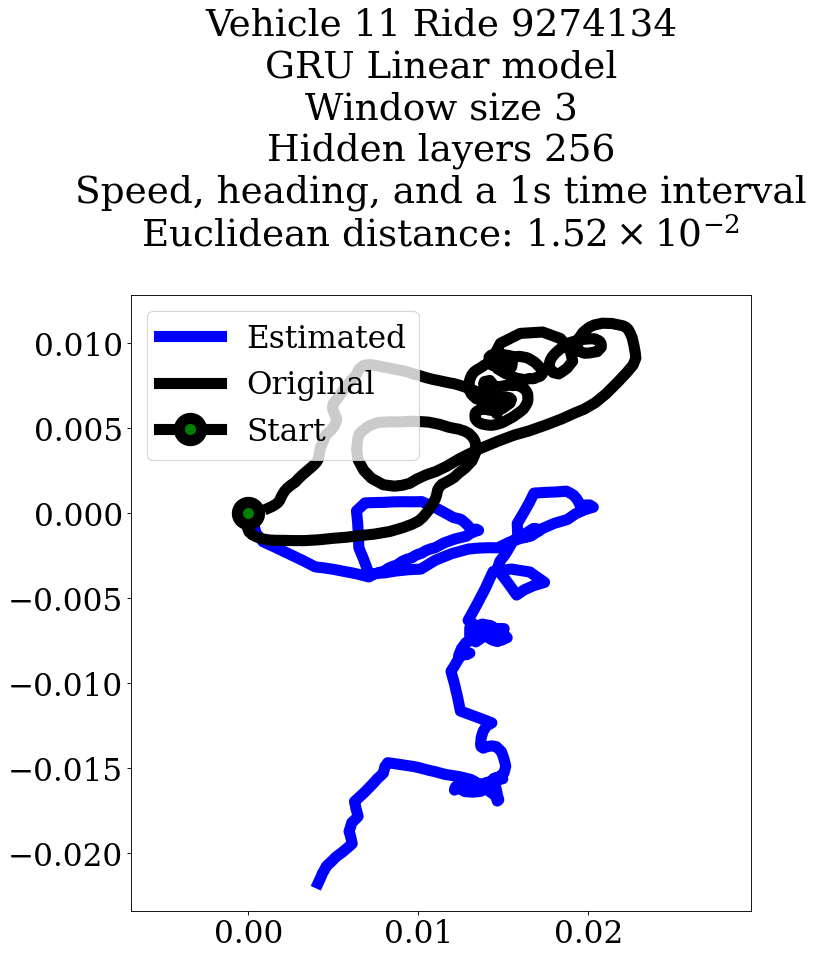 Vehicle 11 Ride 9274134
GRU Linear model
Window size 3
Hidden layers 256
Speed, heading, and a 1s time interval
Euclidean distance: 1.52 × 10⁻²
Estimated
Original
Start
0.010
0.005
0.000
−0.005
−0.010
−0.015
−0.020
0.00 0.01 0.02